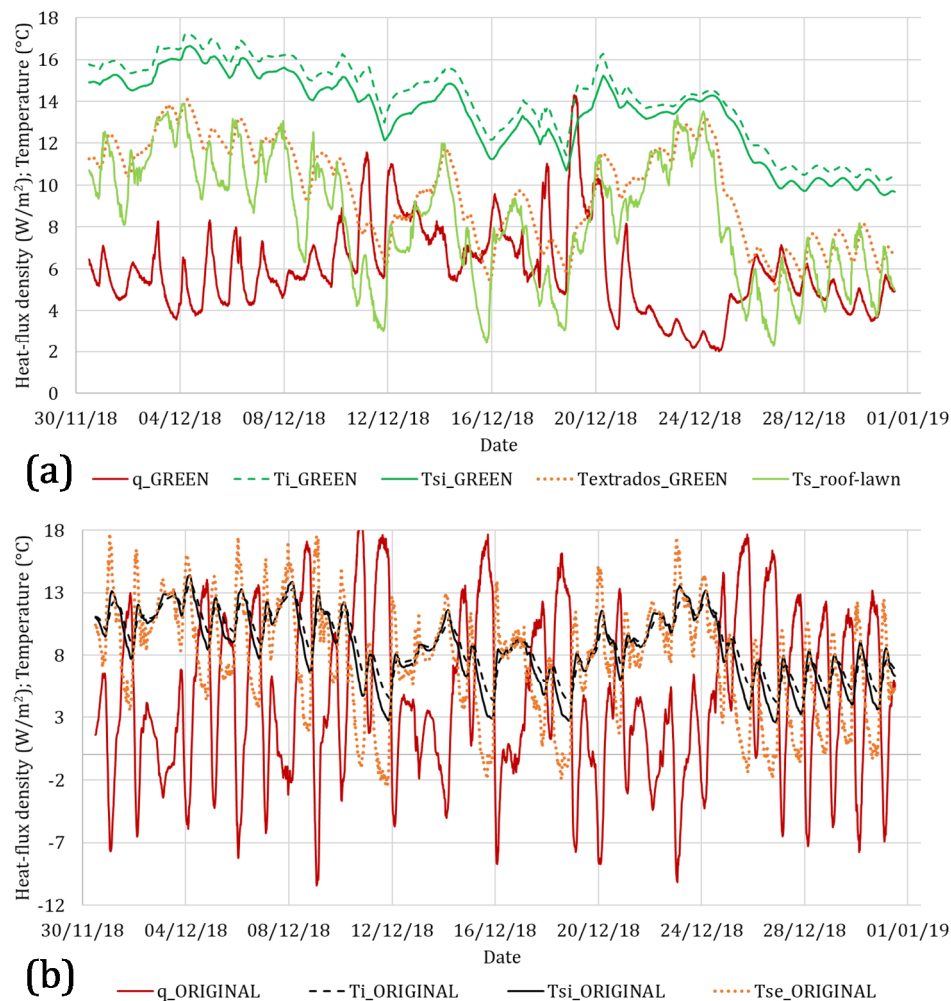 18
16
14
12
10
8
6
4
2
0
Heat-flux density (W/m²); Temperature (°C)
30/11/18 04/12/18 08/12/18 12/12/18 16/12/18 20/12/18 24/12/18 28/12/18 01/01/19
Date
(a) q_GREEN Ti_GREEN Tsi_GREEN Textrados_GREEN Ts_roof-lawn
18
13
8
3
-2
-7
-12
Heat-flux density (W/m²); Temperature (°C)
30/11/18 04/12/18 08/12/18 12/12/18 16/12/18 20/12/18 24/12/18 28/12/18 01/01/19
Date
(b) q_ORIGINAL Ti_ORIGINAL Tsi_ORIGINAL Tse_ORIGINAL